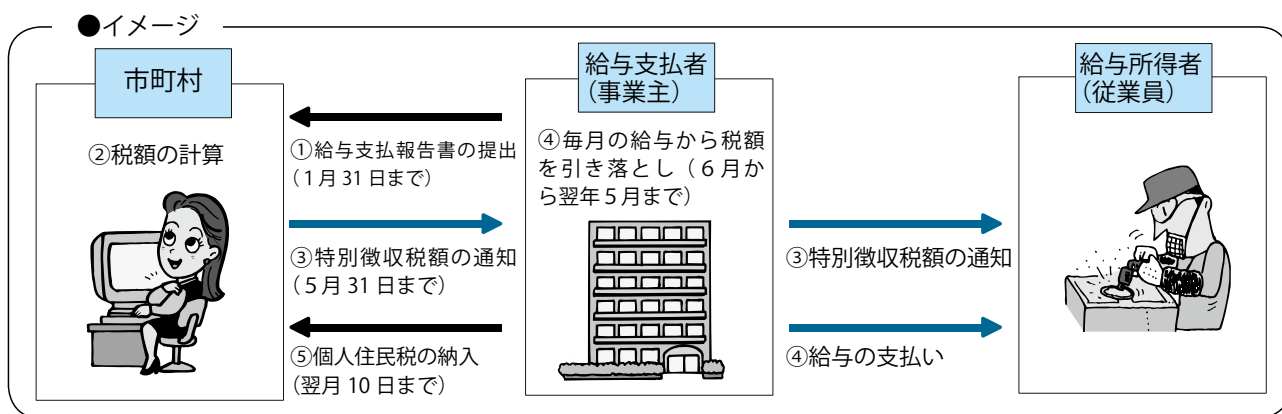 ●イメージ
市町村
②税額の計算
①給与支払報告書の提出
（1月31日まで）
③特別徴収税額の通知
（5月31日まで）
⑤個人住民税の納入
（翌月10日まで）
給与支払者
（事業主）
④毎月の給与から税額
を引き落とし（６月か
ら翌年５月まで）
③特別徴収税額の通知
④給与の支払い
給与所得者
（従業員）